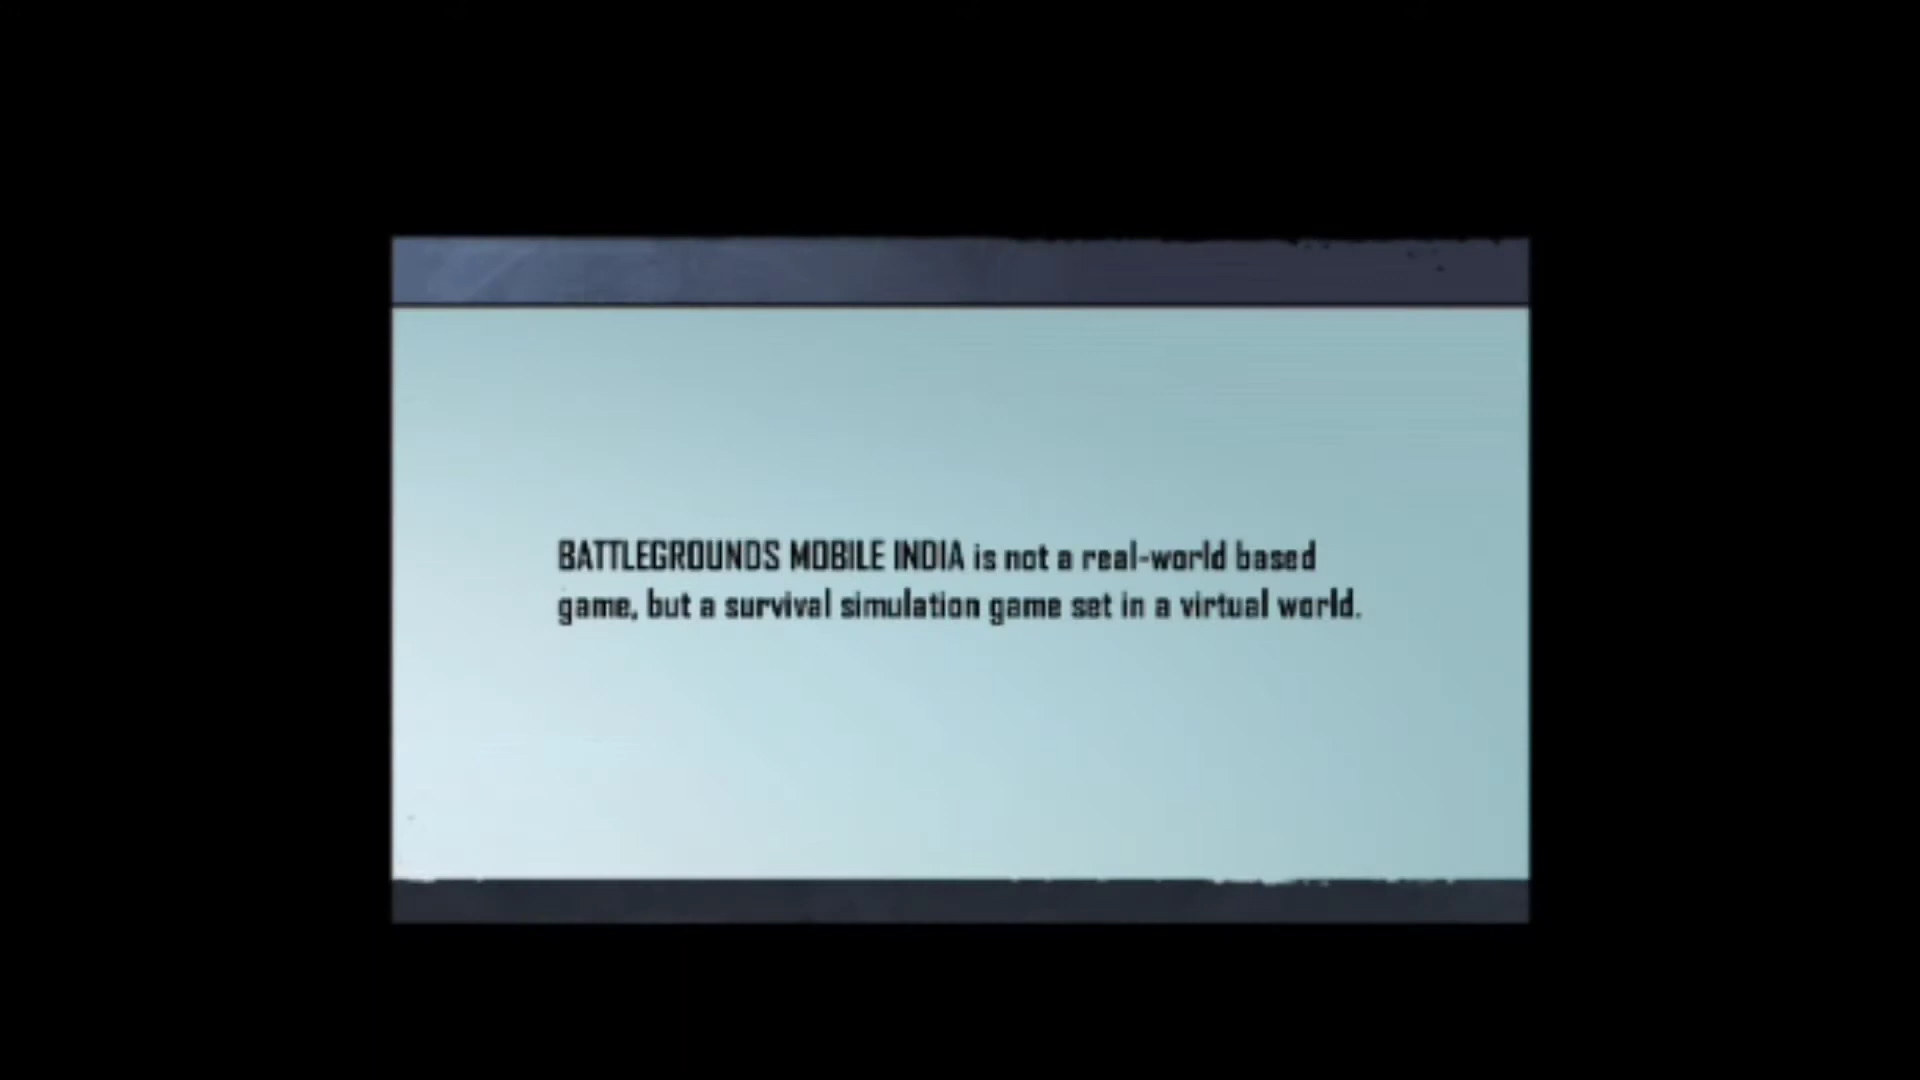 BATTLEGROUNDS MOBILE INDIA is not a real-world based
game, but a survival simulation game set in a virtual world.